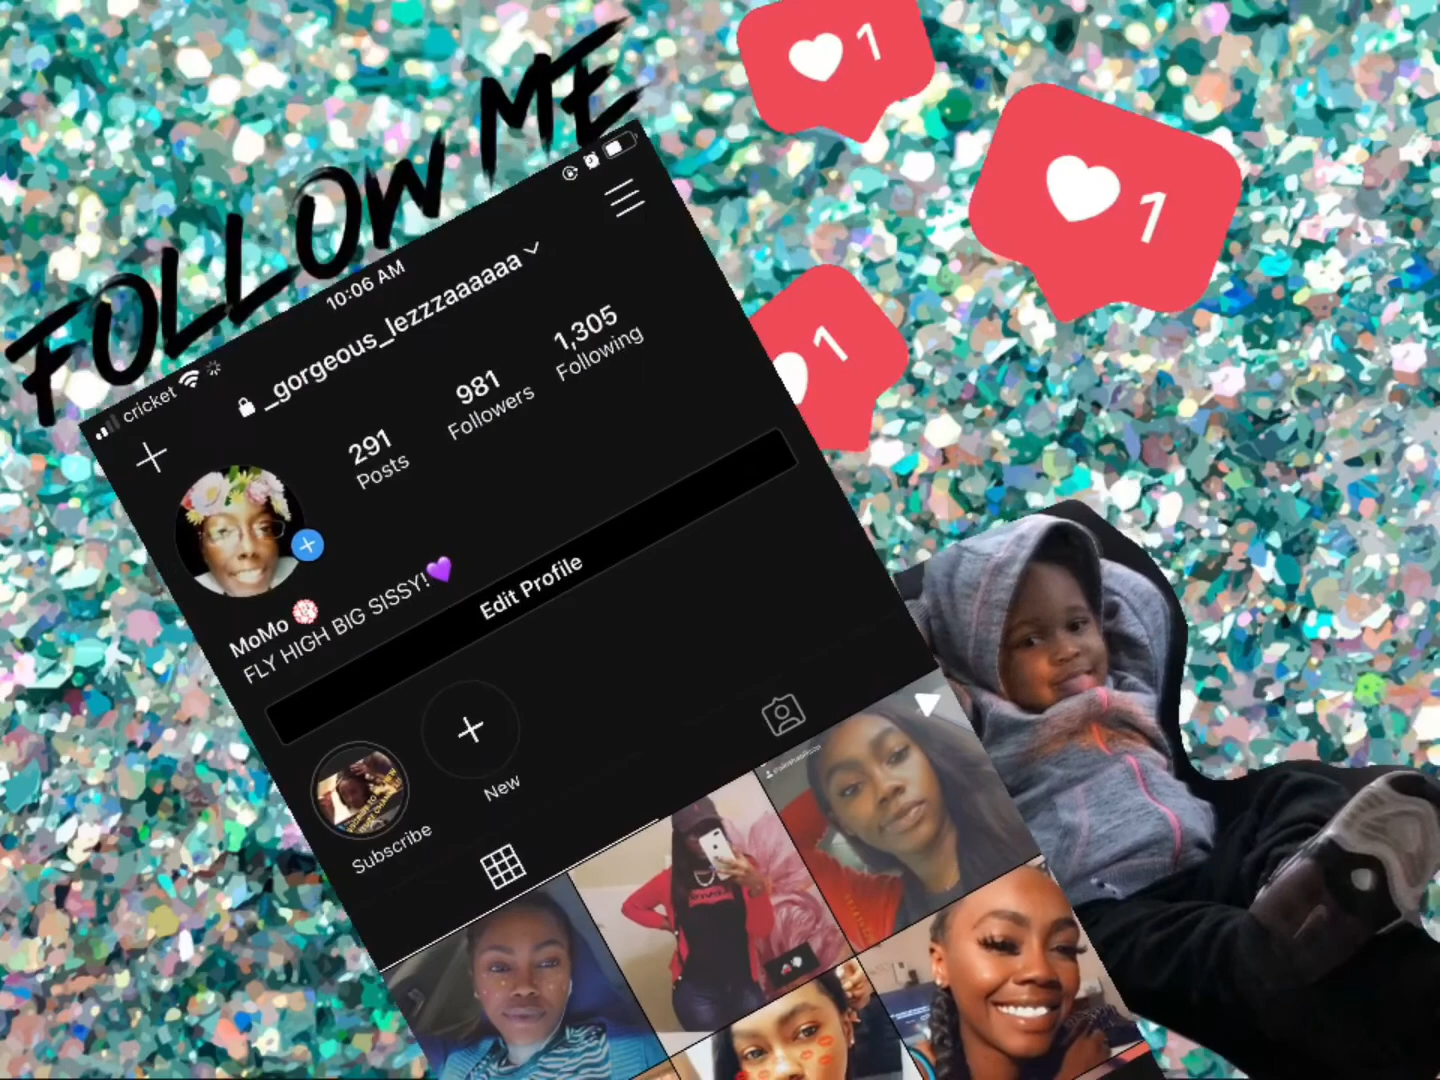 FOLLOW ME
1
1
1
cricket
10:06 AM
_gorgeous_lezzzaaaaaa
291
Posts
981
Followers
1,305
Following
MoMo
FLY HIGH BIG SISSY!💜
Edit Profile
Subscribe
New